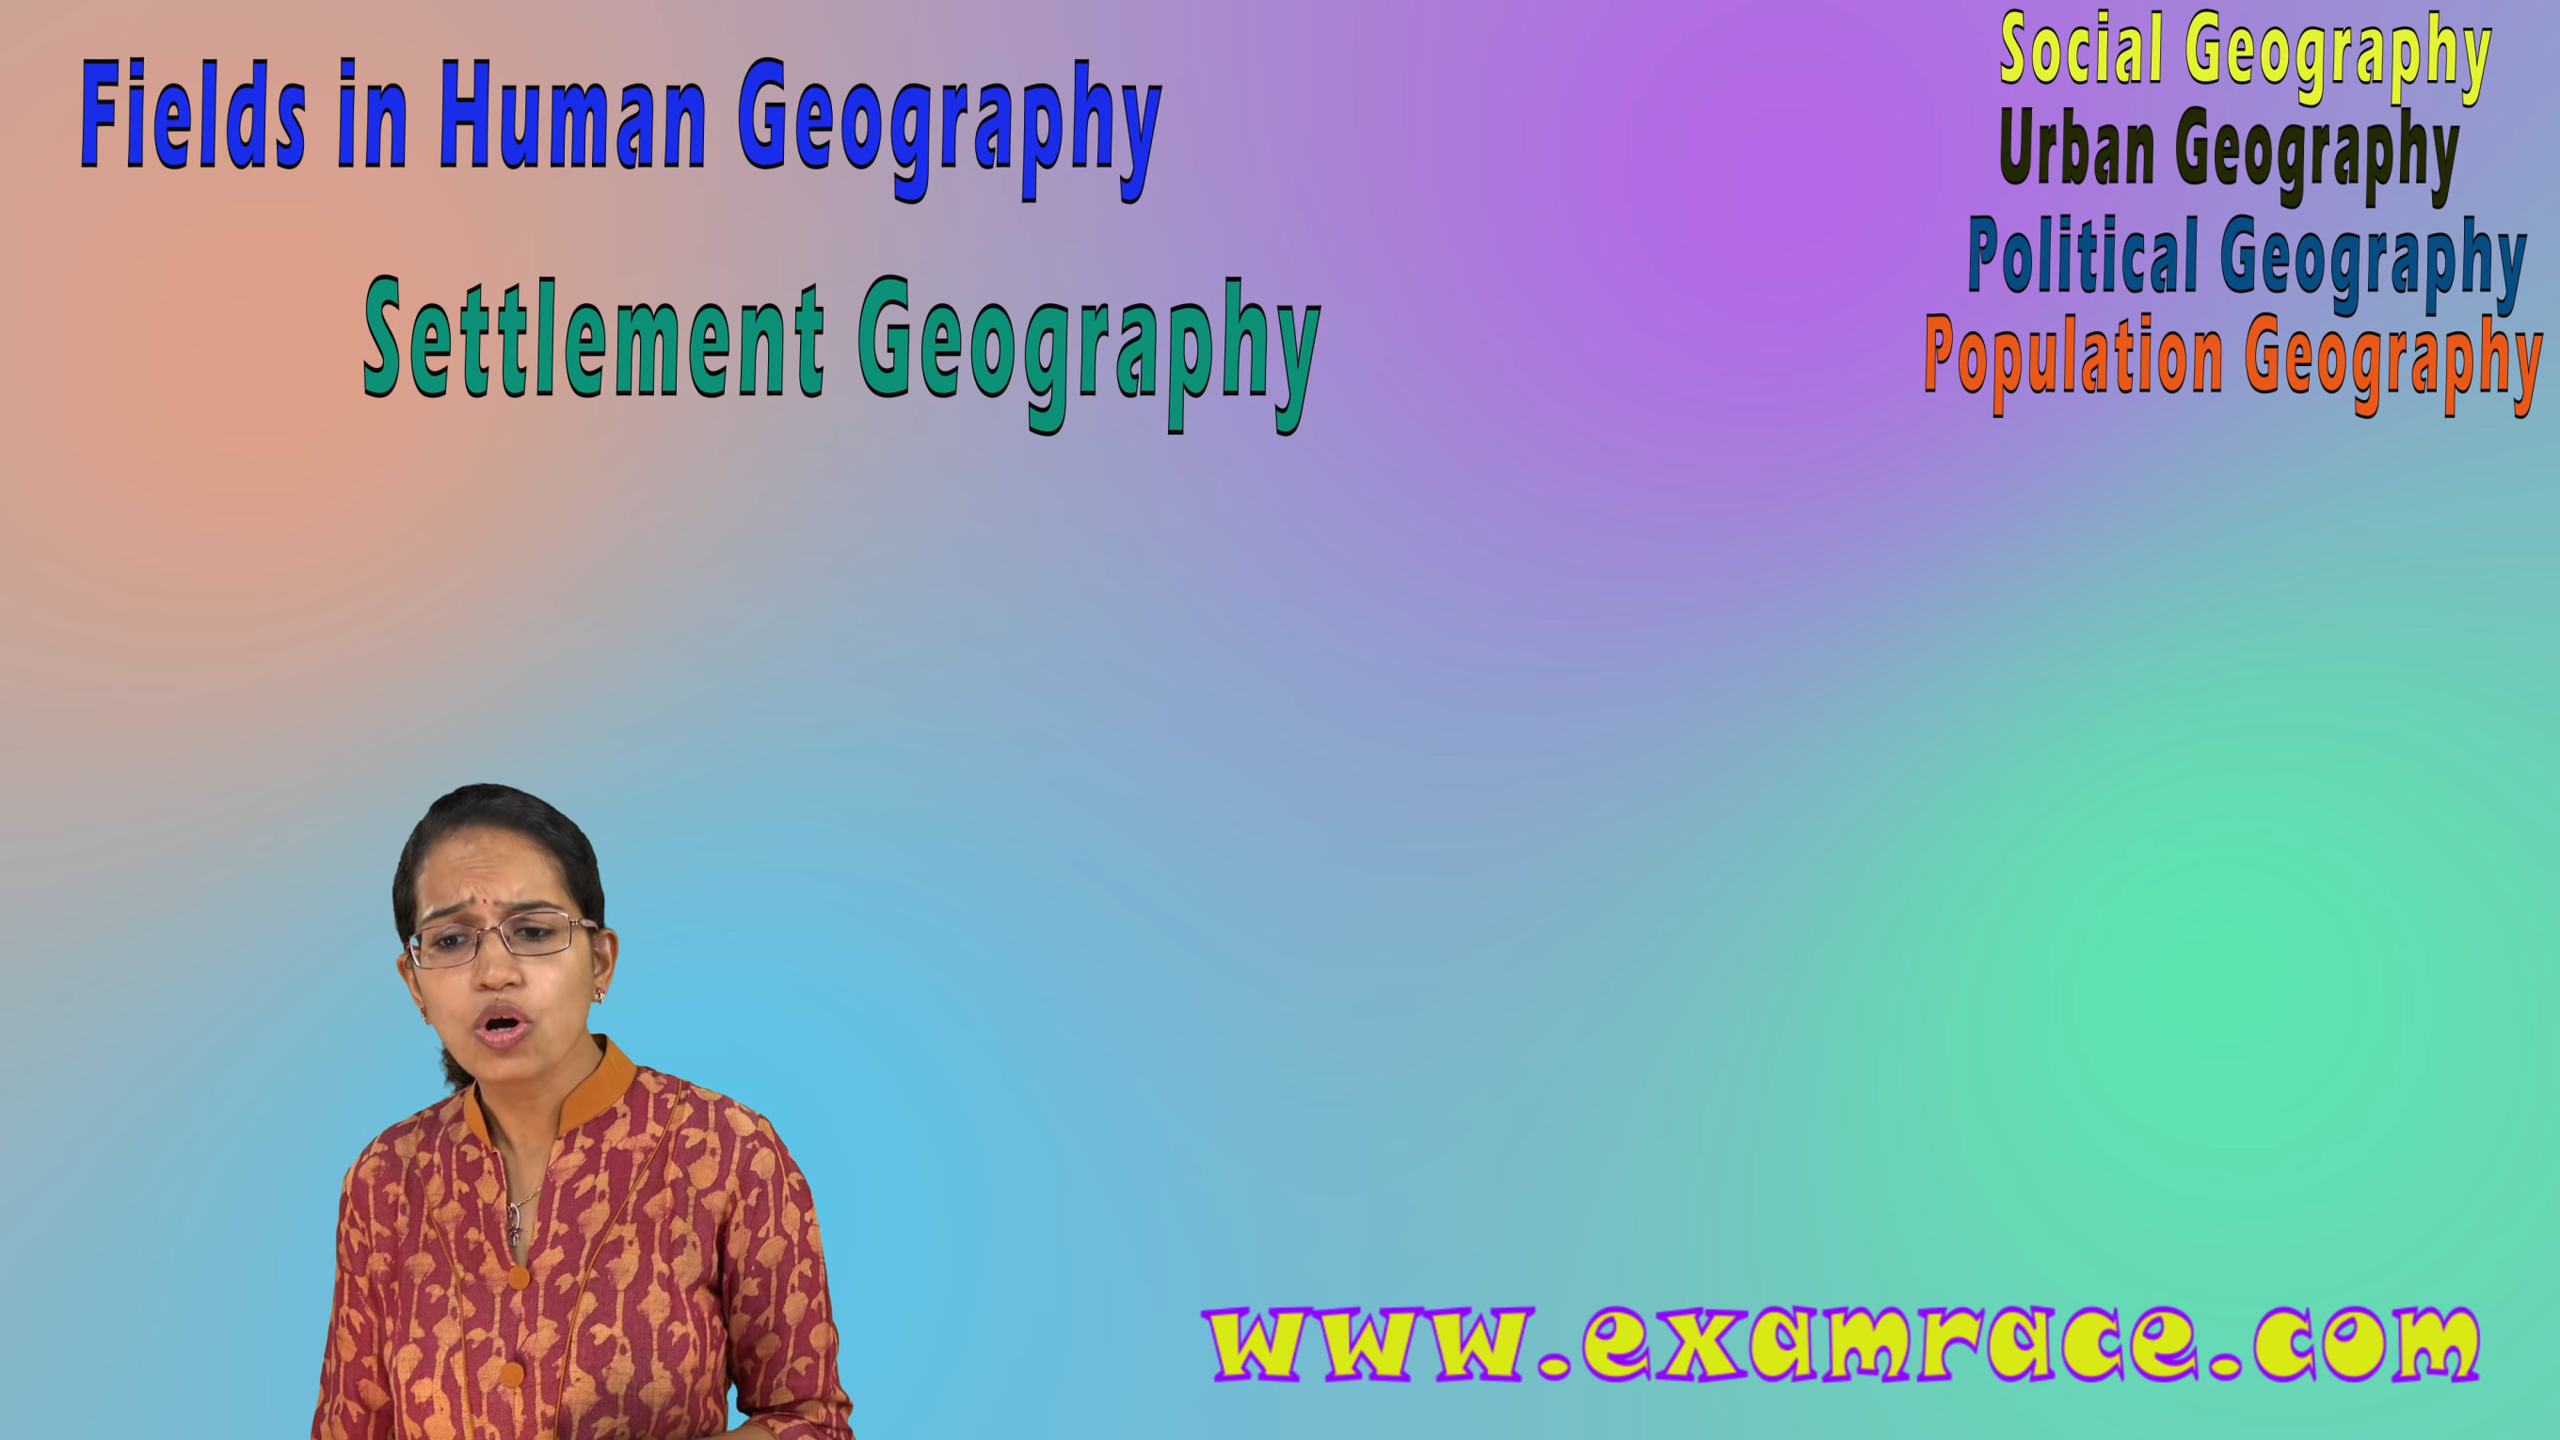 Fields in Human Geography
Settlement Geography
Social Geography
Urban Geography
Political Geography
Population Geography
www.examrace.com